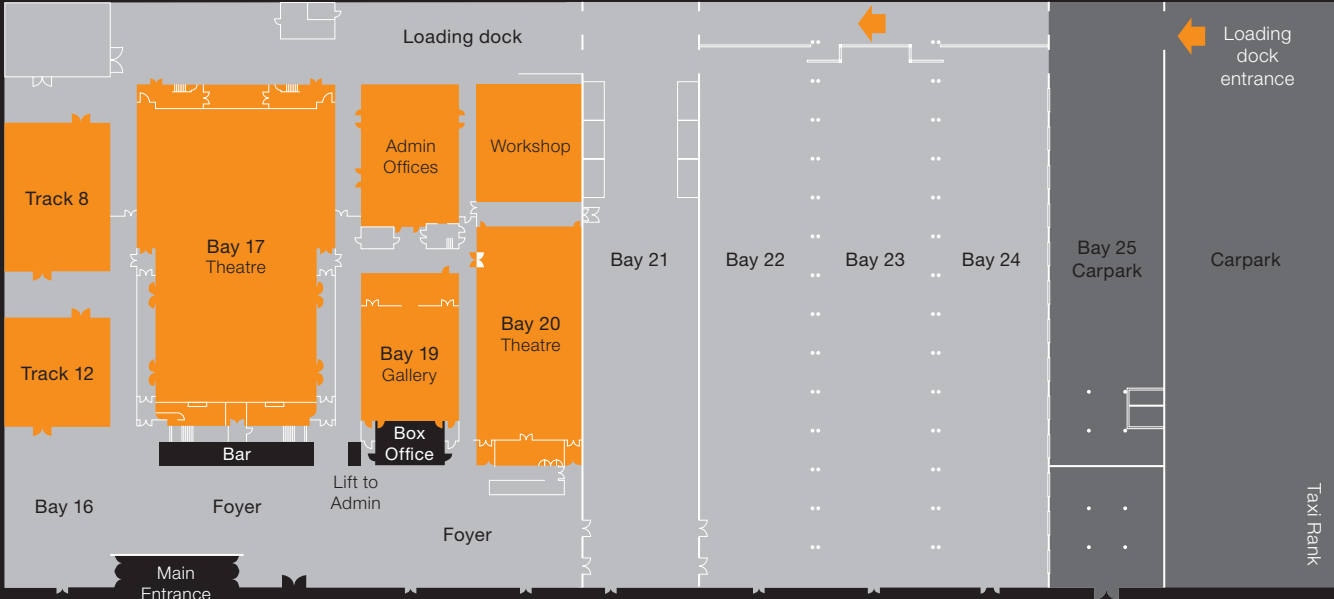 Loading dock
Loading
dock
entrance
Admin
Offices
Workshop
Track 8
Bay 17
Theatre
Bay 21
Bay 22
Bay 23
Bay 24
Bay 25
Carpark
Carpark
Bay 20
Theatre
Bay 19
Gallery
Track 12
Bar
Box
Office
Lift to
Admin
Bay 16
Foyer
Foyer
Taxi Rank
Main
Entrance